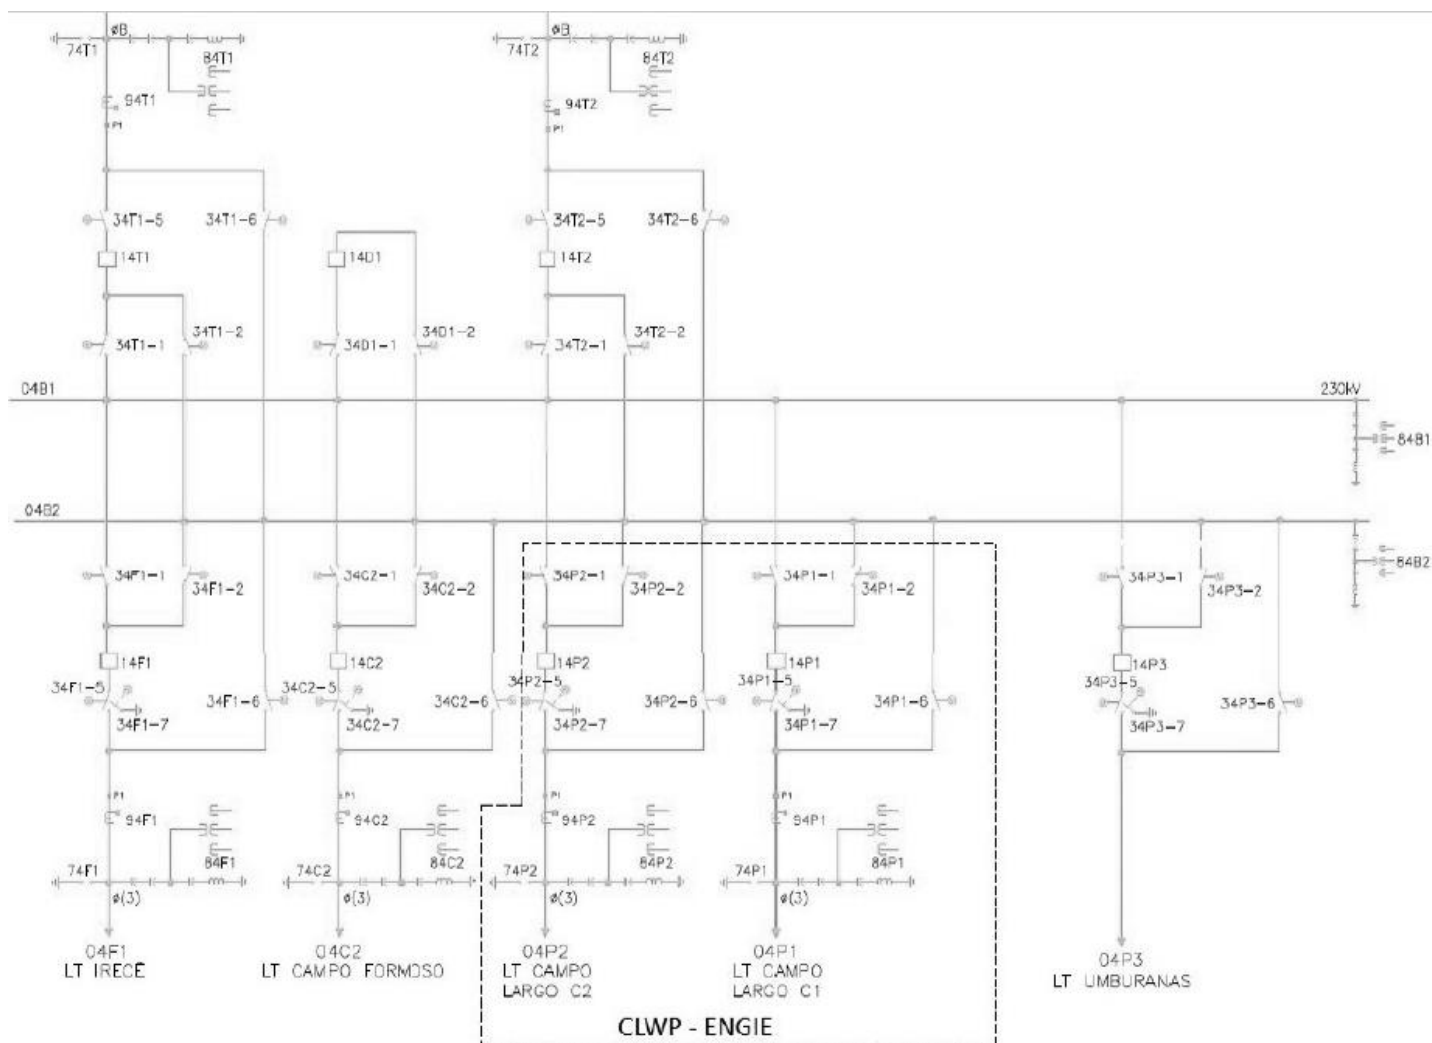 øB
øB
74T1
84T1
74T2
84T2
94T1
94T2
P1
P1
34T1-5
34T1-6
34T2-5
34T2-6
14T1
14D1
14T2
34T1-2
34D1-2
34T2-2
34T1-1
34D1-1
34T2-1
04B1
230kV
84B1
04B2
84B2
34F1-1
34F1-2
34C2-1
34C2-2
34P2-1
34P2-2
34P1-1
34P1-2
34P3-1
34P3-2
14F1
14C2
14P2
14P1
14P3
34F1-5
34F1-6
34C2-5
34C2-6
34P2-5
34P2-6
34P1-5
34P1-6
34P3-5
34P3-6
34F1-7
34C2-7
34P2-7
34P1-7
34P3-7
P1
P1
P1
P1
94F1
94C2
94P2
94P1
74F1
84F1
74C2
84C2
74P2
84P2
74P1
84P1
ø(3)
ø(3)
ø(3)
ø(3)
04F1
LT IRECÊ
04C2
LT CAMPO FORMOSO
04P2
LT CAMPO
LARGO C2
04P1
LT CAMPO
LARGO C1
04P3
LT UMBURANAS
CLWP - ENGIE